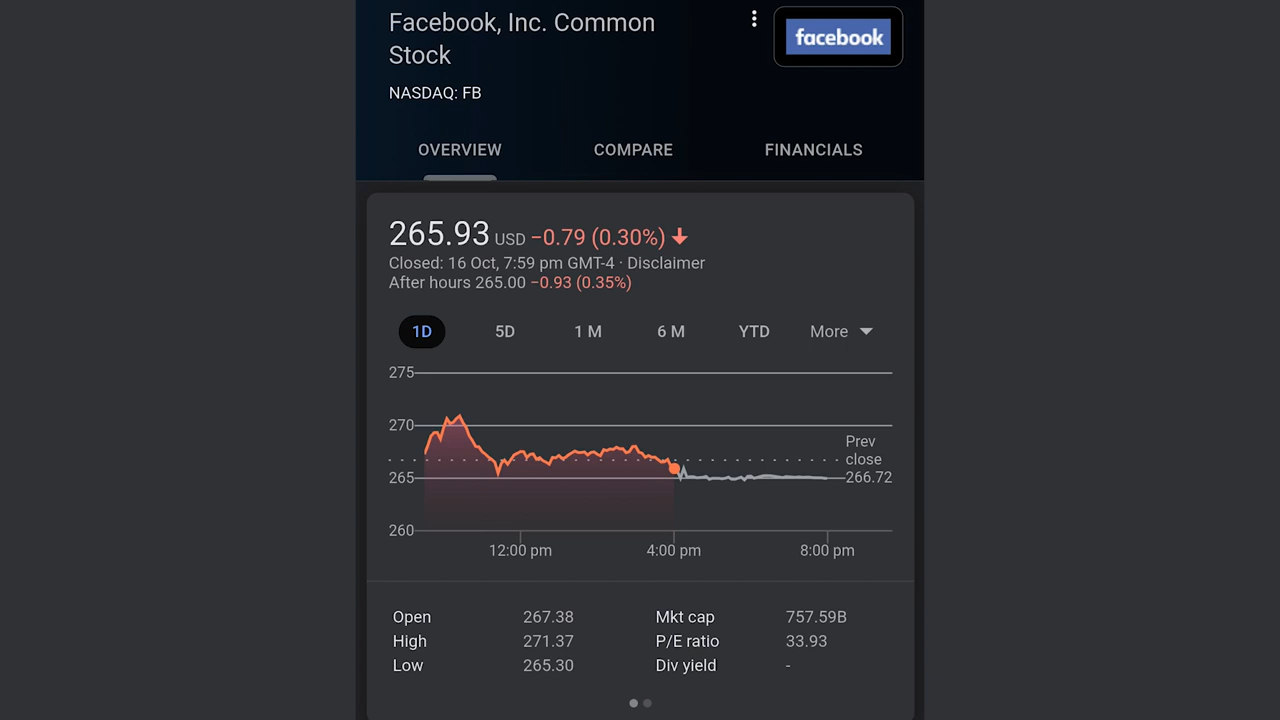 Facebook, Inc. Common
Stock
facebook
NASDAQ: FB
OVERVIEW COMPARE FINANCIALS
265.93 USD −0.79 (0.30%)
Closed: 16 Oct, 7:59 pm GMT-4 · Disclaimer
After hours 265.00 −0.93 (0.35%)
1D 5D 1 M 6 M YTD More
275
270
Prev
close
265 266.72
260
12:00 pm 4:00 pm 8:00 pm
Open 267.38 Mkt cap 757.59B
High 271.37 P/E ratio 33.93
Low 265.30 Div yield -